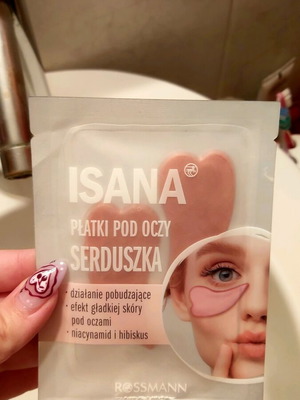 ISANA
PŁATKI POD OCZY
SERDUSZKA
• działanie pobudzające
• efekt gładkiej skóry
pod oczami
• niacynamid i hibiskus
ROSSMANN